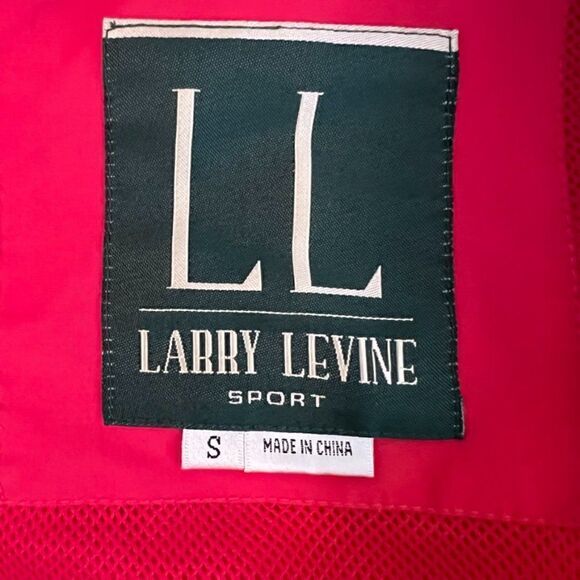 LL
LARRY LEVINE
SPORT
S MADE IN CHINA